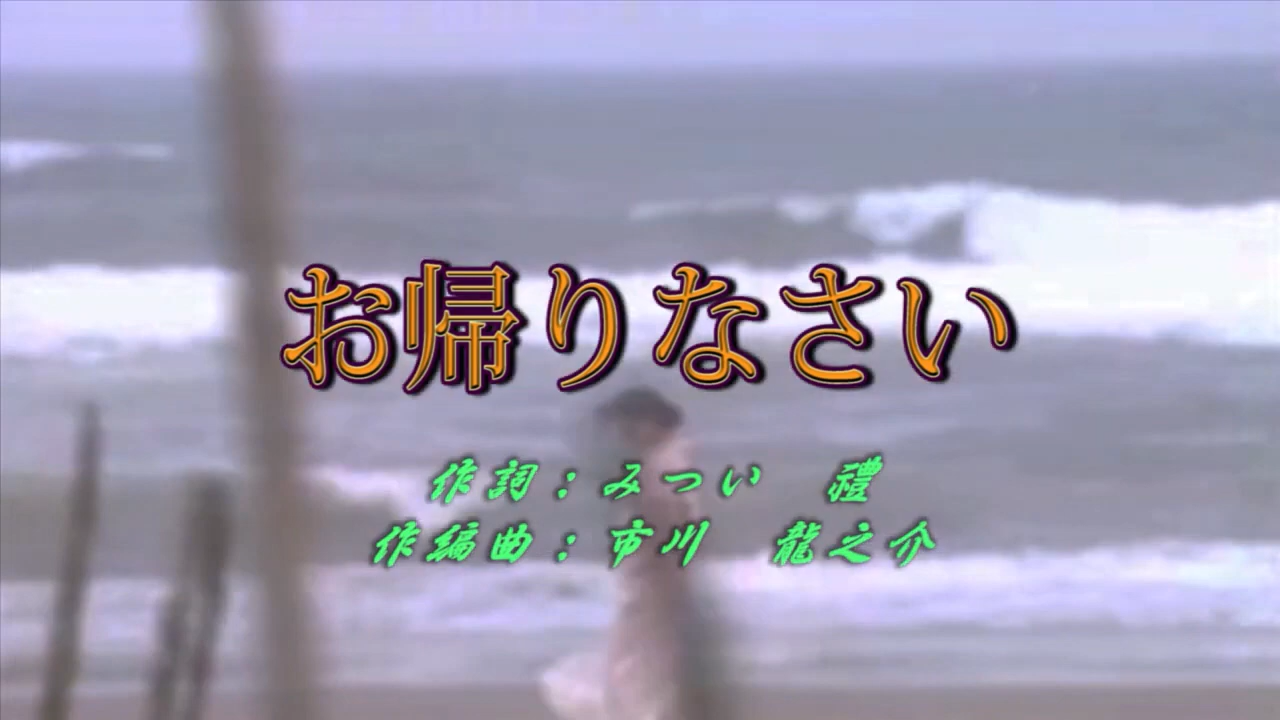 お帰りなさい
作詞：みつい　禮
作編曲：市川　龍之介